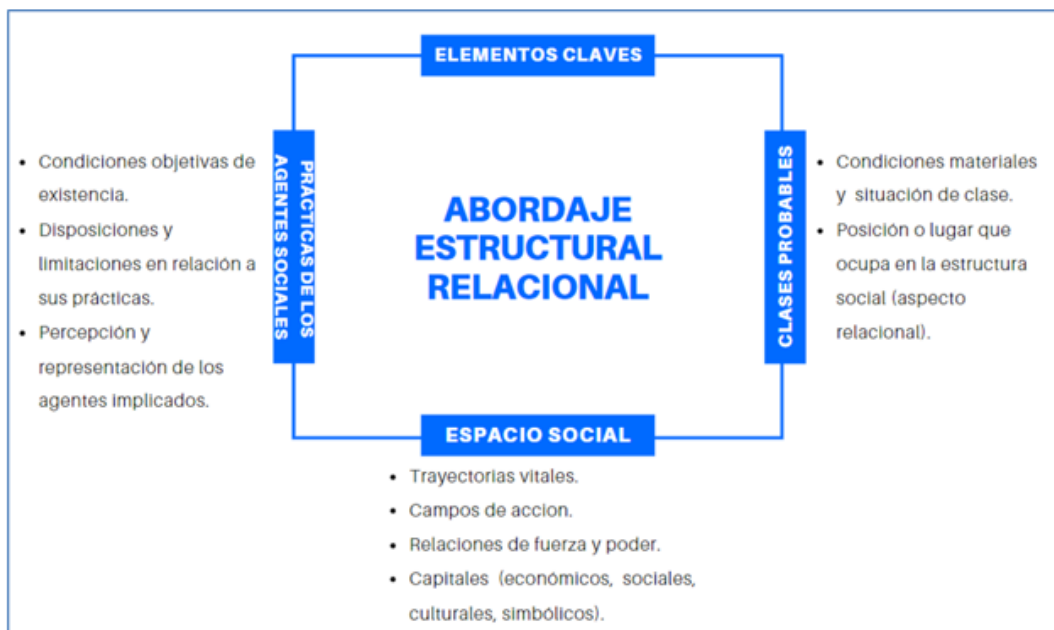 ELEMENTOS CLAVES
PRÁCTICAS DE LOS
AGENTES SOCIALES
• Condiciones objetivas de
existencia.
• Disposiciones y
limitaciones en relación a
sus prácticas.
• Percepción y
representación de los
agentes implicados.
ABORDAJE
ESTRUCTURAL
RELACIONAL
CLASES PROBABLES
• Condiciones materiales
y situación de clase.
• Posición o lugar que
ocupa en la estructura
social (aspecto
relacional).
ESPACIO SOCIAL
• Trayectorias vitales.
• Campos de accion.
• Relaciones de fuerza y poder.
• Capitales (económicos, sociales,
culturales, simbólicos).